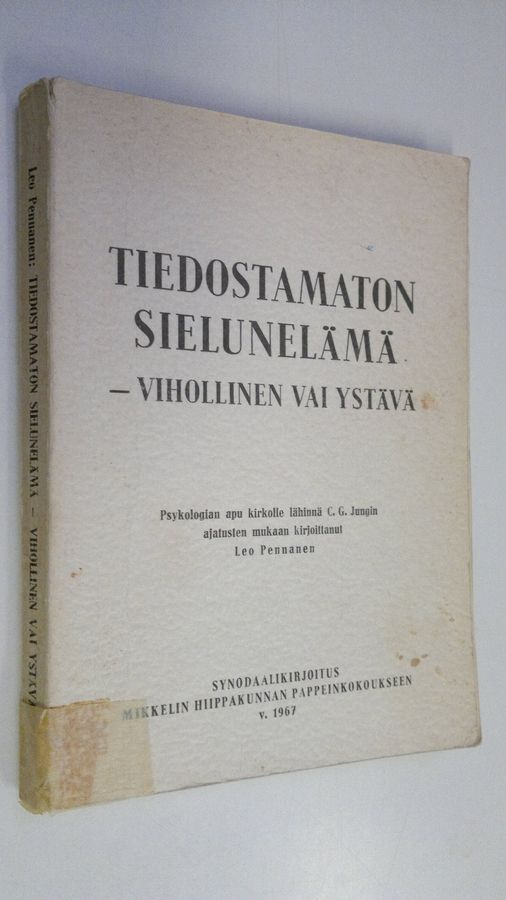 TIEDOSTAMATON
SIELUNELÄMÄ
– VIHOLLINEN VAI YSTÄVÄ
Psykologian apu kirkolle lähinnä C. G. Jungin
ajatusten mukaan kirjoittanut
Leo Pennanen
SYNODAALIKIRJOITUS
MIKKELIN HIIPPAKUNNAN PAPPEINKOKOUKSEEN
v. 1967
Leo Pennanen: TIEDOSTAMATON SIELUNELÄMÄ – VIHOLLINEN VAI YSTÄVÄ